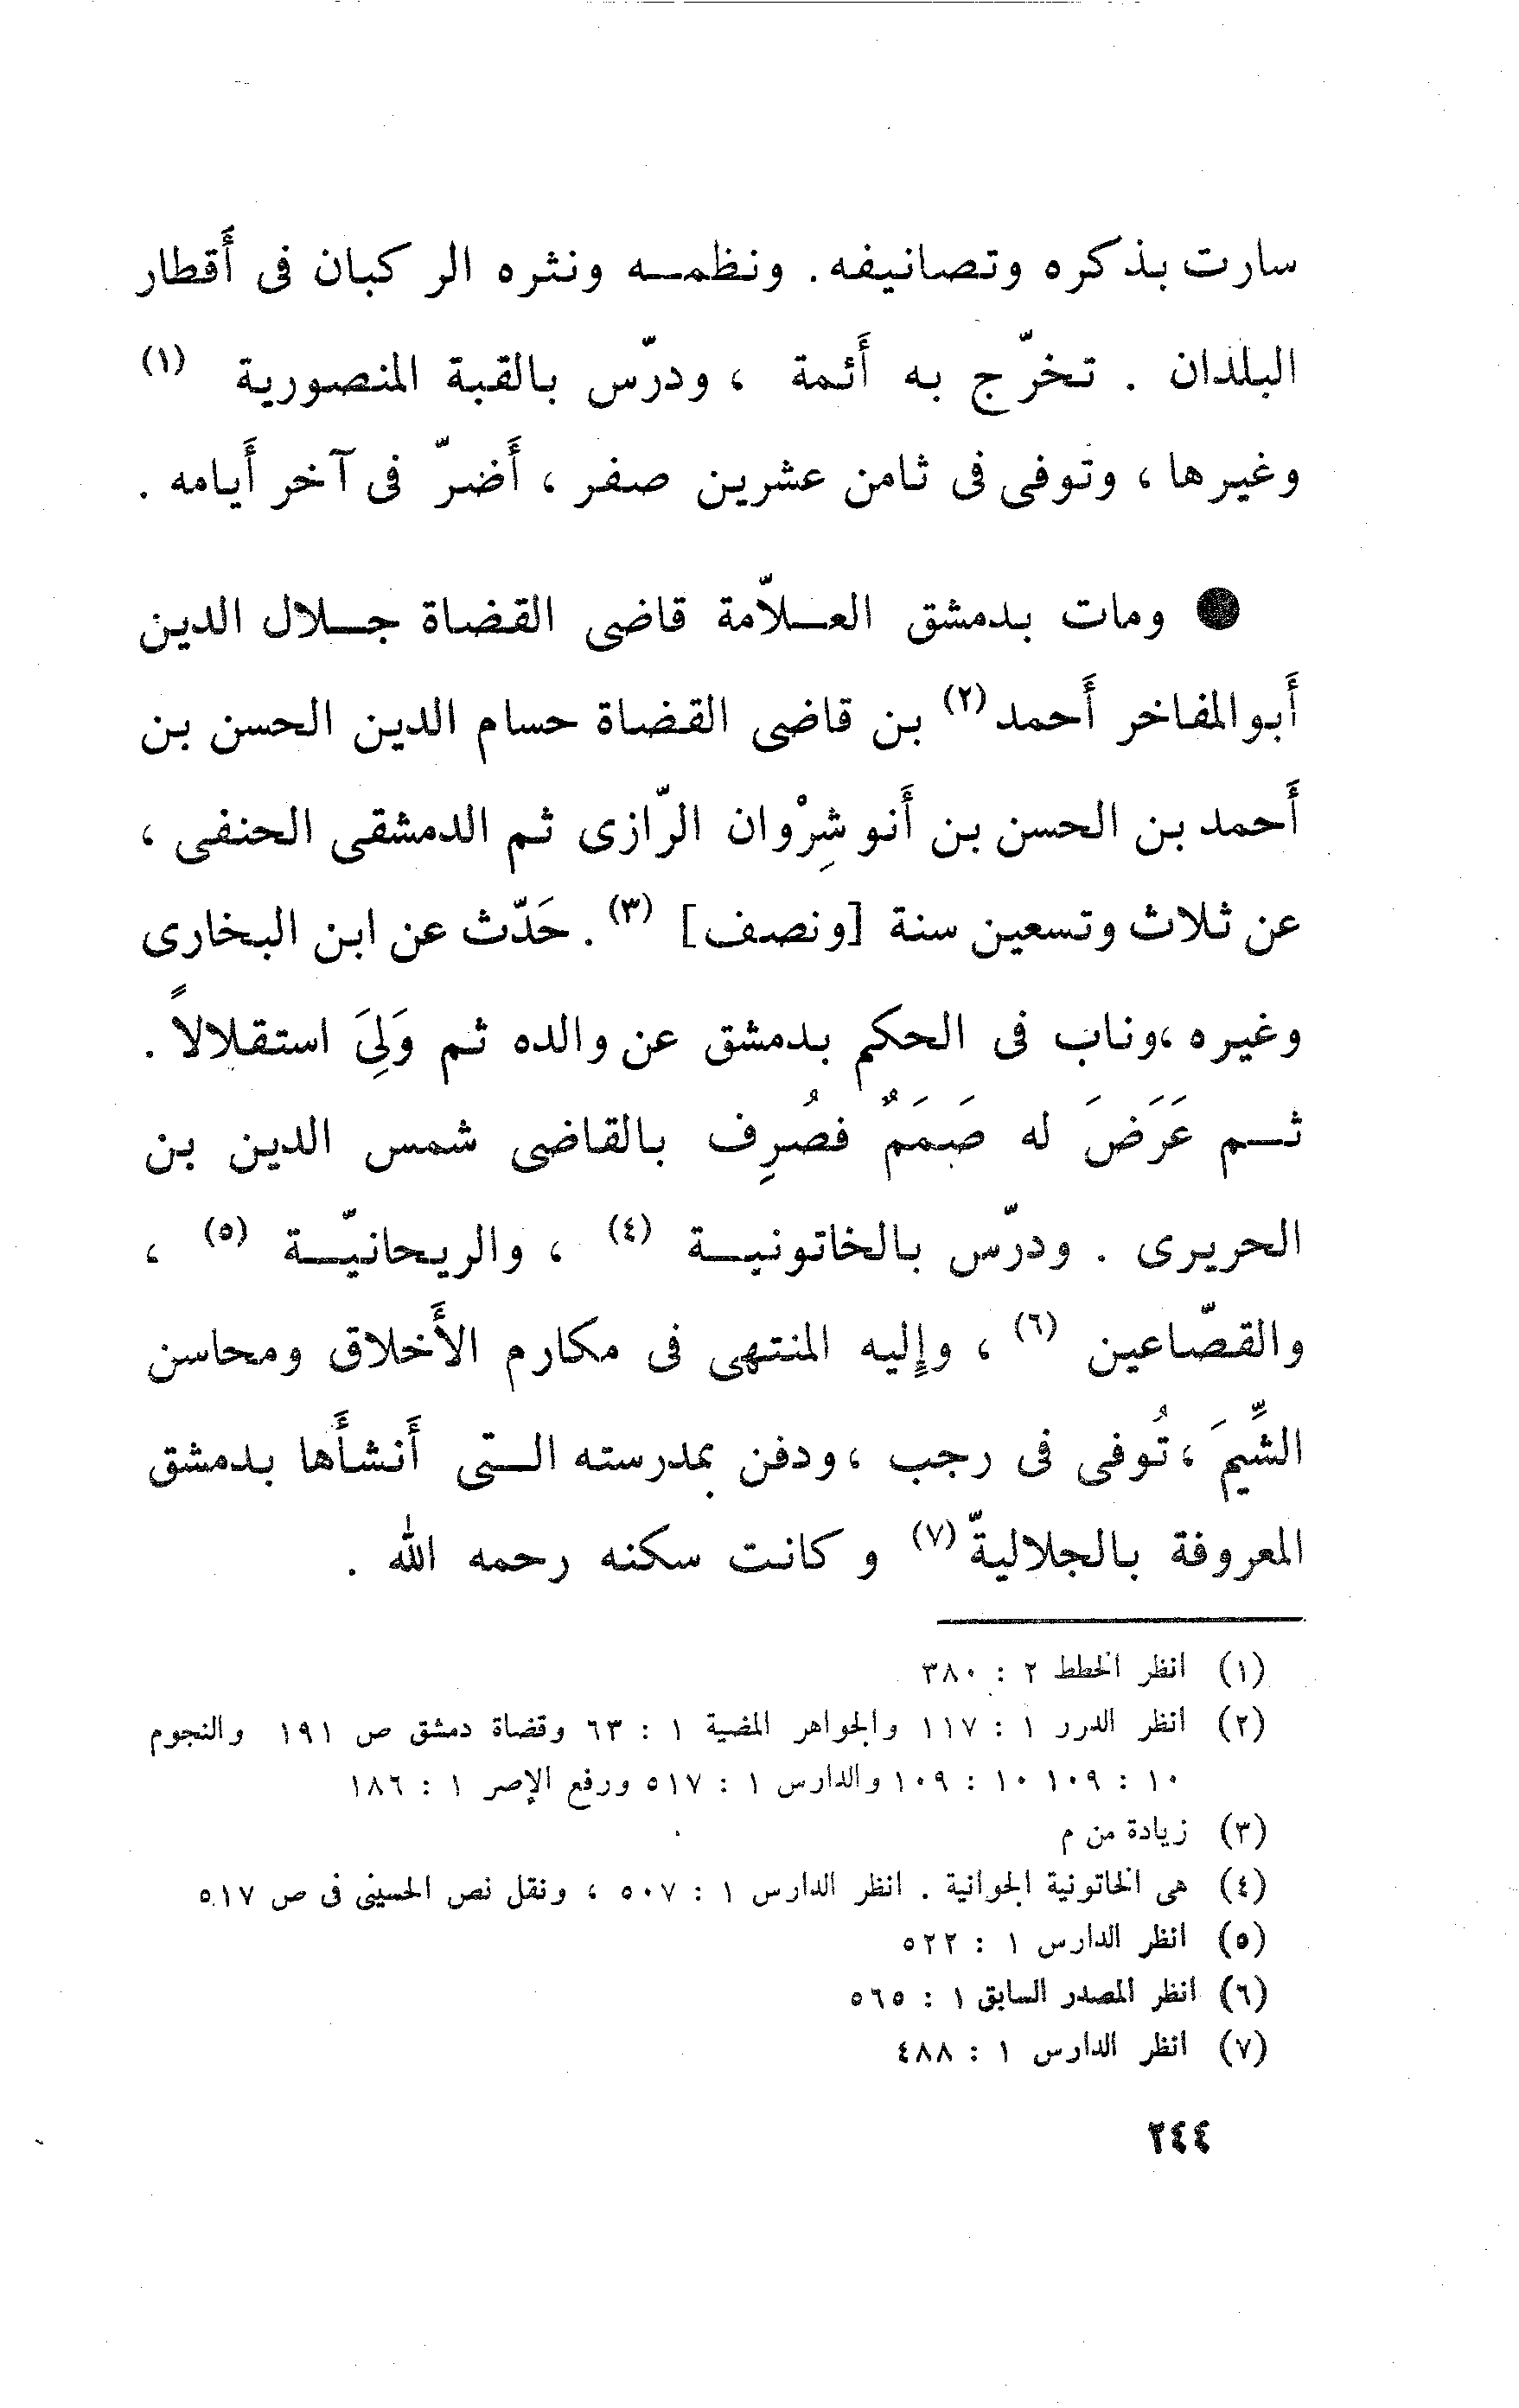 سارت بذكره وتصانيفه. ونظمه ونثره الركبان فى أَقطار
البلدان . تخرّج به أَئمة ، ودرّس بالقبة المنصورية (١)
وغيرها ، وتوفى فى ثامن عشرين صفر ، أَضرّ فى آخر أَيامه .
● ومات بدمشق العلاّمة قاضى القضاة جلال الدين
أَبو المفاخر أَحمد (٢) بن قاضى القضاة حسام الدين الحسن بن
أَحمد بن الحسن بن أَنو شِرْوان الرّازى ثم الدمشقى الحنفى ،
عن ثلاث وتسعين سنة [ونصف] (٣) . حَدّث عن ابن البخارى
وغيره ، وناب فى الحكم بدمشق عن والده ثم وَلِىَ استقلالاً .
ثم عَرَضَ له صَمَمٌ فصُرِف بالقاضى شمس الدين بن
الحريرى . ودرّس بالخاتونية (٤) ، والريحانيّة (٥) ،
والقصّاعين (٦) ، وإِليه المنتهى فى مكارم الأَخلاق ومحاسن
الشِّيمَ ، تُوفى فى رجب ، ودفن بمدرسته التى أَنشأَها بدمشق
المعروفة بالجلاليةّ (٧) وكانت سكنه رحمه الله .
(١) انظر الخطط ٢ : ٣٨٠
(٢) انظر الدرر ١ : ١١٧ والجواهر المضية ١ : ٦٣ وقضاة دمشق ص ١٩١ والنجوم
١٠ : ١٠٩ ١٠ : ١٠٩ والدارس ١ : ٥١٧ ورفع الإصر ١ : ١٨٦
(٣) زيادة من م
(٤) هى الخاتونية الجوانية . انظر الدارس ١ : ٥٠٧ ، ونقل نص الحسينى فى ص ٥١٧
(٥) انظر الدارس ١ : ٥٢٢
(٦) انظر المصدر السابق ١ : ٥٦٥
(٧) انظر الدارس ١ : ٤٨٨
٢٤٤